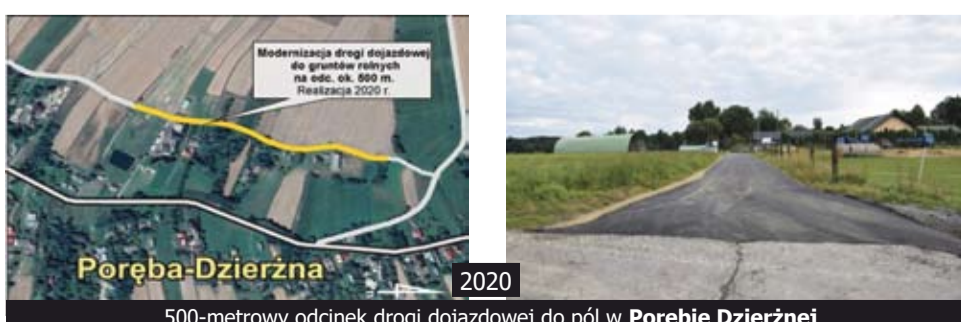 Modernizacja drogi dojazdowej
do gruntów rolnych
na odc. ok. 500 m.
Realizacja 2020 r.
Poręba-Dzierżna
2020
500-metrowy odcinek drogi dojazdowej do pól w Porębie Dzierżnej